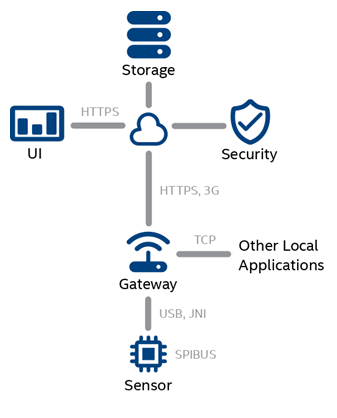 Storage
HTTPS
UI
Security
HTTPS, 3G
TCP
Other Local
Applications
Gateway
USB, JNI
SPIBUS
Sensor